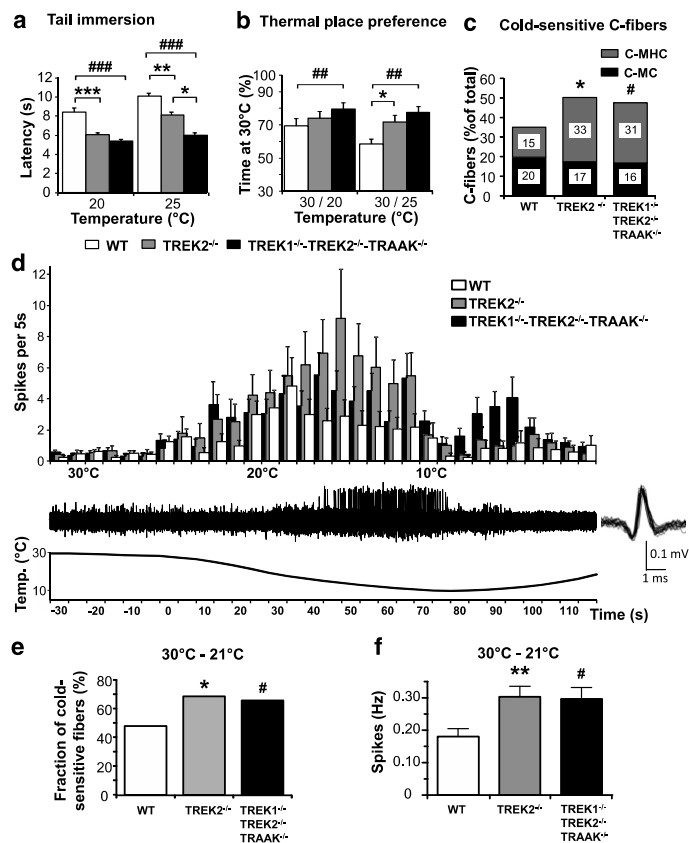 a Tail immersion
Latency (s)
12
10
8
6
4
2
0
###
***
###
**
*
20 25
Temperature (°C)
b Thermal place preference
Time at 30°C (%)
110
90
70
50
30
##
##
*
30 / 20 30 / 25
Temperature (°C)
WT TREK2-/- TREK1-/--TREK2-/--TRAAK-/-
c Cold-sensitive C-fibers
C-MHC
C-MC
C-fibers (%of total)
60
50
40
30
20
10
0
*
#
15 33 31
20 17 16
WT TREK2-/- TREK1-/-
TREK2-/-
TRAAK-/-
d
Spikes per 5s
12
10
8
6
4
2
0
WT
TREK2-/-
TREK1-/--TREK2-/--TRAAK-/-
30°C 20°C 10°C
0.1 mV
1 ms
Temp. (°C)
30
10
-30 -20 -10 0 10 20 30 40 50 60 70 80 90 100 110 Time (s)
e 30°C - 21°C
Fraction of cold-
sensitive fibers (%)
80
60
40
20
0
*
#
WT TREK2-/- TREK1-/-
TREK2-/-
TRAAK-/-
f 30°C - 21°C
Spikes (Hz)
0.30
0.20
0.10
0
**
#
WT TREK2-/- TREK1-/-
TREK2-/-
TRAAK-/-